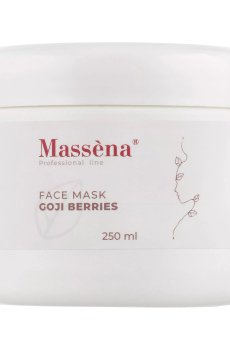 Massèna®
Professional line
FACE MASK
GOJI BERRIES
250 ml